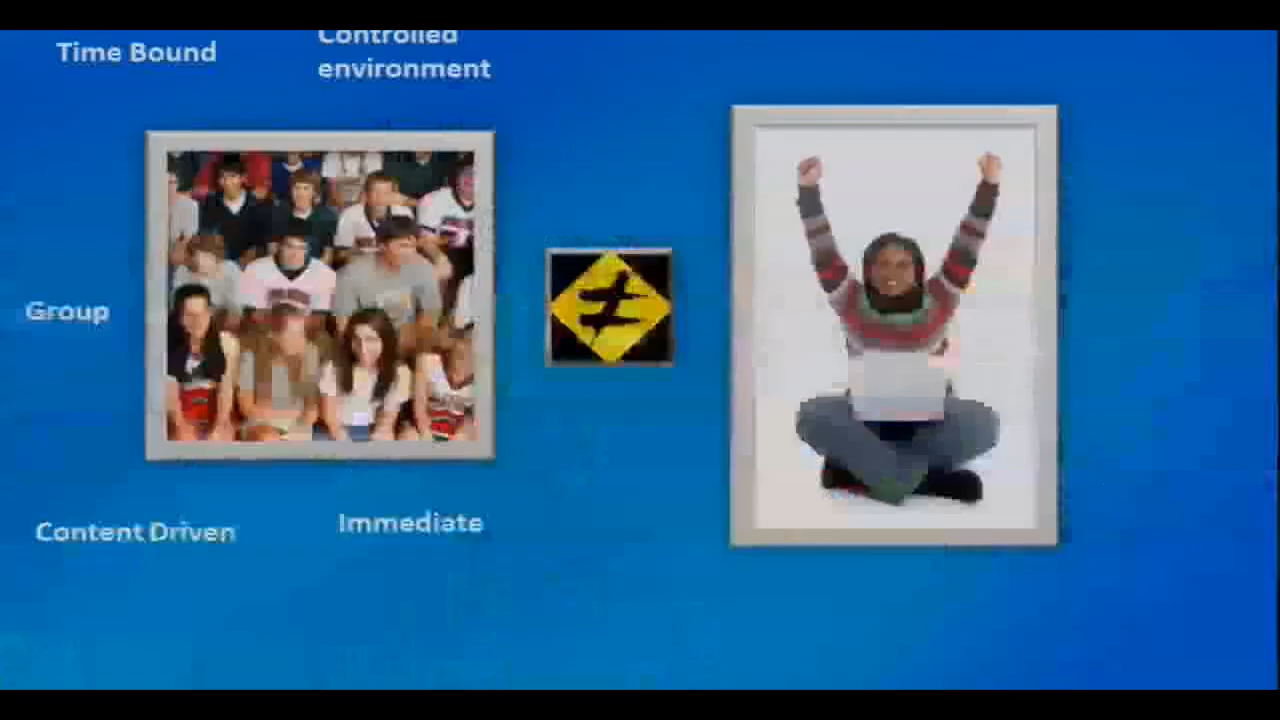 Time Bound
Controlled
environment
Group
Content Driven
Immediate